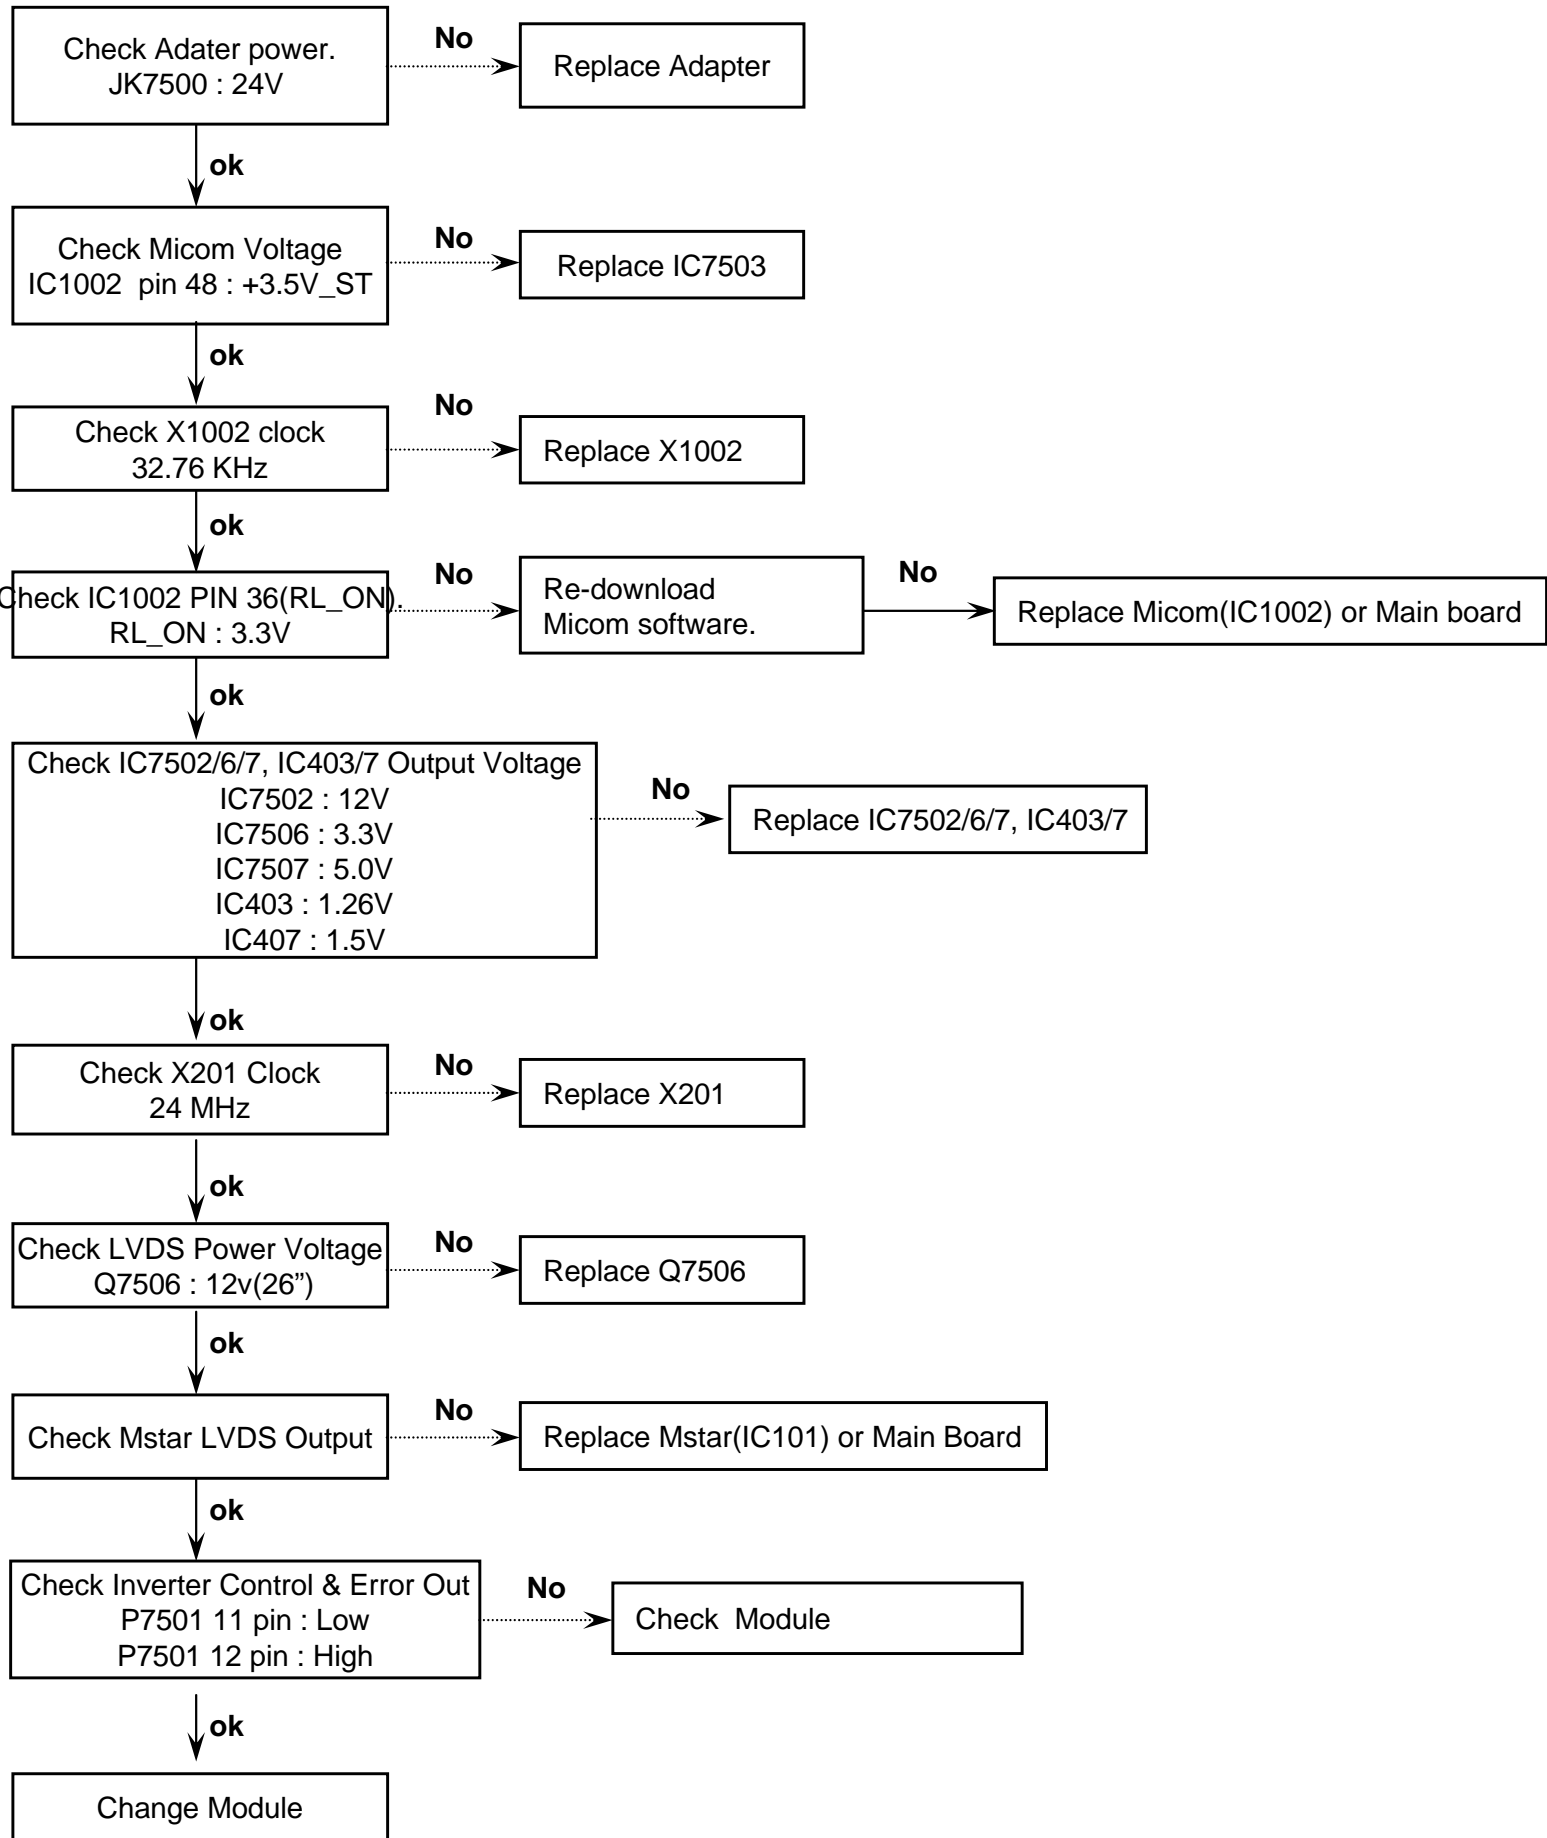 Check Adater power.
JK7500 : 24V
No
Replace Adapter
ok
Check Micom Voltage
IC1002  pin 48 : +3.5V_ST
No
Replace IC7503
ok
Check X1002 clock
32.76 KHz
No
Replace X1002
ok
Check IC1002 PIN 36(RL_ON).
RL_ON : 3.3V
No
Re-download
Micom software.
No
Replace Micom(IC1002) or Main board
ok
Check IC7502/6/7, IC403/7 Output Voltage
IC7502 : 12V
IC7506 : 3.3V
IC7507 : 5.0V
IC403 : 1.26V
IC407 : 1.5V
No
Replace IC7502/6/7, IC403/7
ok
Check X201 Clock
24 MHz
No
Replace X201
ok
Check LVDS Power Voltage
Q7506 : 12v(26”)
No
Replace Q7506
ok
Check Mstar LVDS Output
No
Replace Mstar(IC101) or Main Board
ok
Check Inverter Control & Error Out
P7501 11 pin : Low
P7501 12 pin : High
No
Check  Module
ok
Change Module